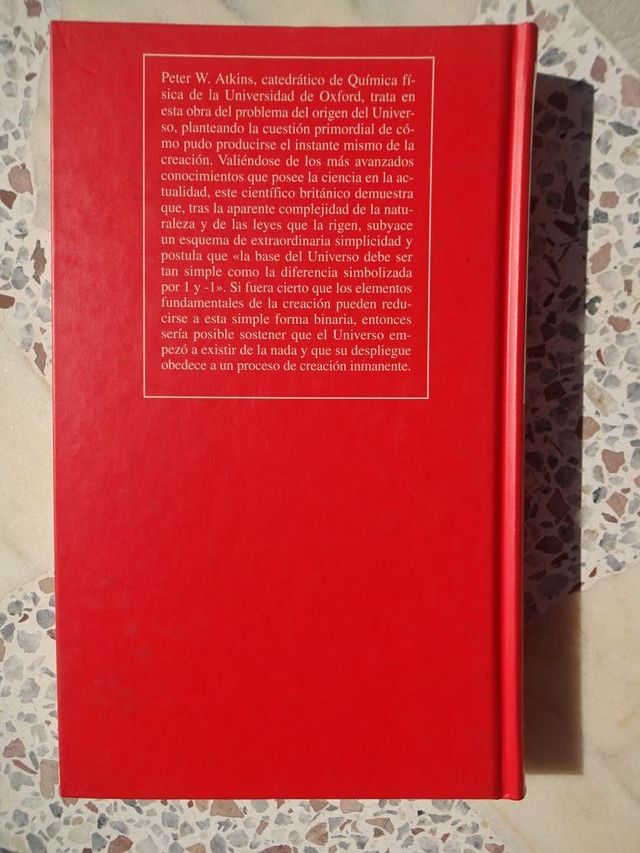 Peter W. Atkins, catedrático de Química fí-
sica de la Universidad de Oxford, trata en
esta obra del problema del origen del Univer-
so, planteando la cuestión primordial de có-
mo pudo producirse el instante mismo de la
creación. Valiéndose de los más avanzados
conocimientos que posee la ciencia en la ac-
tualidad, este científico británico demuestra
que, tras la aparente complejidad de la natu-
raleza y de las leyes que la rigen, subyace
un esquema de extraordinaria simplicidad y
postula que «la base del Universo debe ser
tan simple como la diferencia simbolizada
por 1 y -1». Si fuera cierto que los elementos
fundamentales de la creación pueden redu-
cirse a esta simple forma binaria, entonces
sería posible sostener que el Universo em-
pezó a existir de la nada y que su despliegue
obedece a un proceso de creación inmanente.